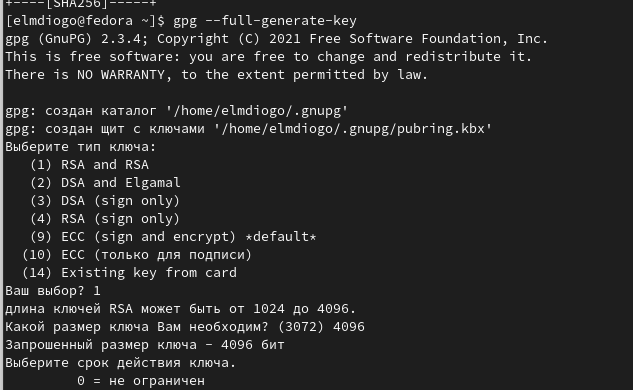 +----[SHA256]-----+
[elmdiogo@fedora ~]$ gpg --full-generate-key
gpg (GnuPG) 2.3.4; Copyright (C) 2021 Free Software Foundation, Inc.
This is free software: you are free to change and redistribute it.
There is NO WARRANTY, to the extent permitted by law.
gpg: создан каталог '/home/elmdiogo/.gnupg'
gpg: создан щит с ключами '/home/elmdiogo/.gnupg/pubring.kbx'
Выберите тип ключа:
(1) RSA and RSA
(2) DSA and Elgamal
(3) DSA (sign only)
(4) RSA (sign only)
(9) ECC (sign and encrypt) *default*
(10) ECC (только для подписи)
(14) Existing key from card
Ваш выбор? 1
длина ключей RSA может быть от 1024 до 4096.
Какой размер ключа Вам необходим? (3072) 4096
Запрошенный размер ключа - 4096 бит
Выберите срок действия ключа.
0 = не ограничен